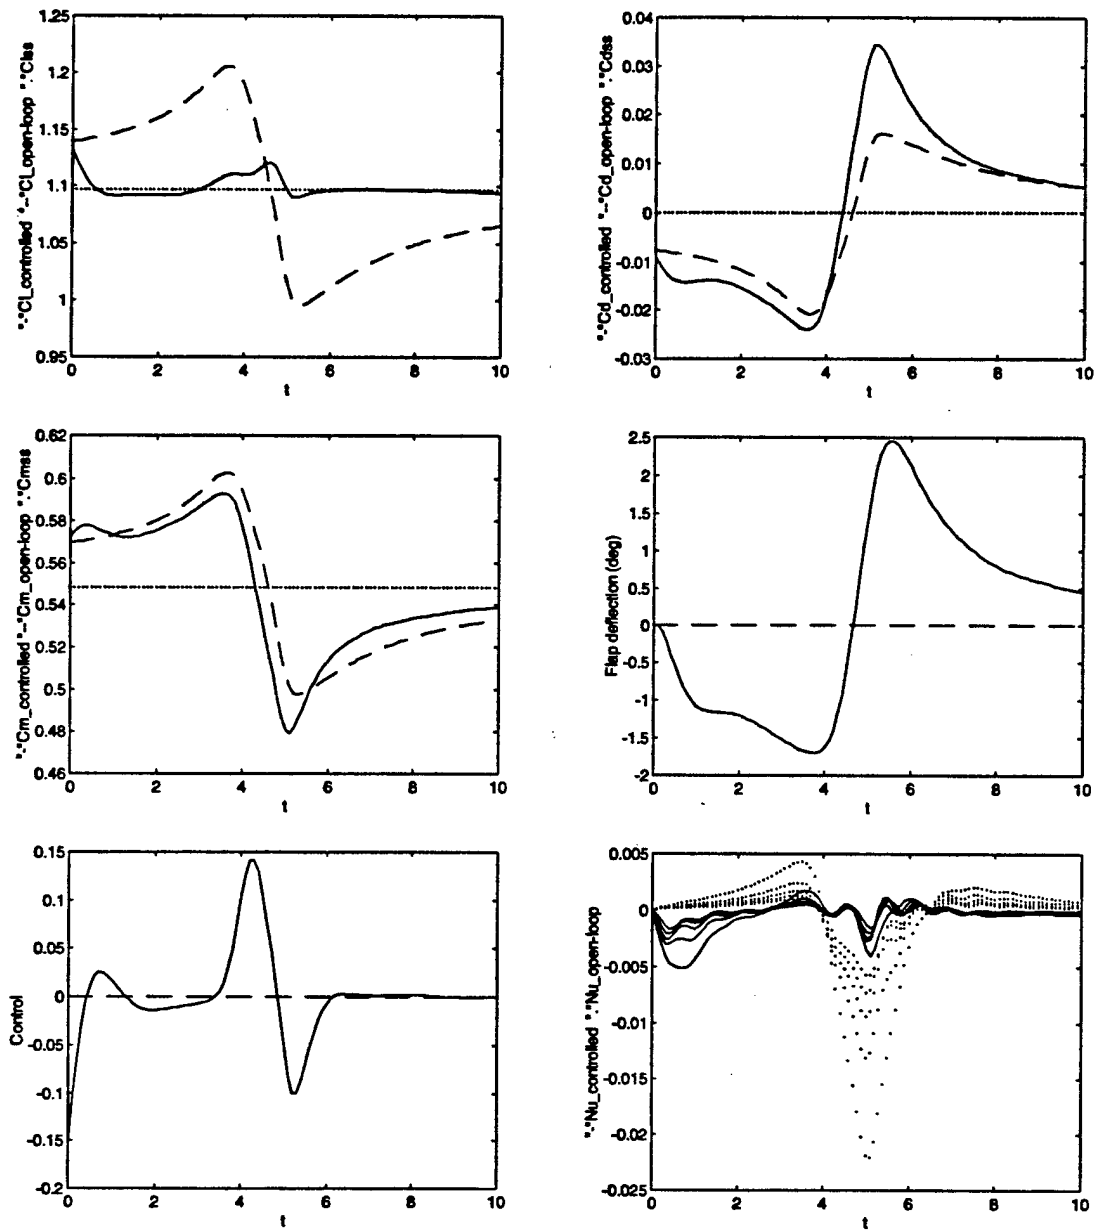 1.25
1.2
1.15
1.1
1.05
1
0.95
0 2 4 6 8 10
t
"-"Cl_controlled "--"Cl_open-loop "."Clss
0.04
0.03
0.02
0.01
0
-0.01
-0.02
-0.03
0 2 4 6 8 10
t
"-"Cd_controlled "--"Cd_open-loop "."Cdss
0.62
0.6
0.58
0.56
0.54
0.52
0.5
0.48
0.46
0 2 4 6 8 10
t
"-"Cm_controlled "--"Cm_open-loop "."Cmss
2.5
2
1.5
1
0.5
0
-0.5
-1
-1.5
-2
0 2 4 6 8 10
t
Flap deflection (deg)
0.15
0.1
0.05
0
-0.05
-0.1
-0.15
-0.2
0 2 4 6 8 10
t
Control
0.005
0
-0.005
-0.01
-0.015
-0.02
-0.025
0 2 4 6 8 10
t
"-"Nu_controlled "."Nu_open-loop